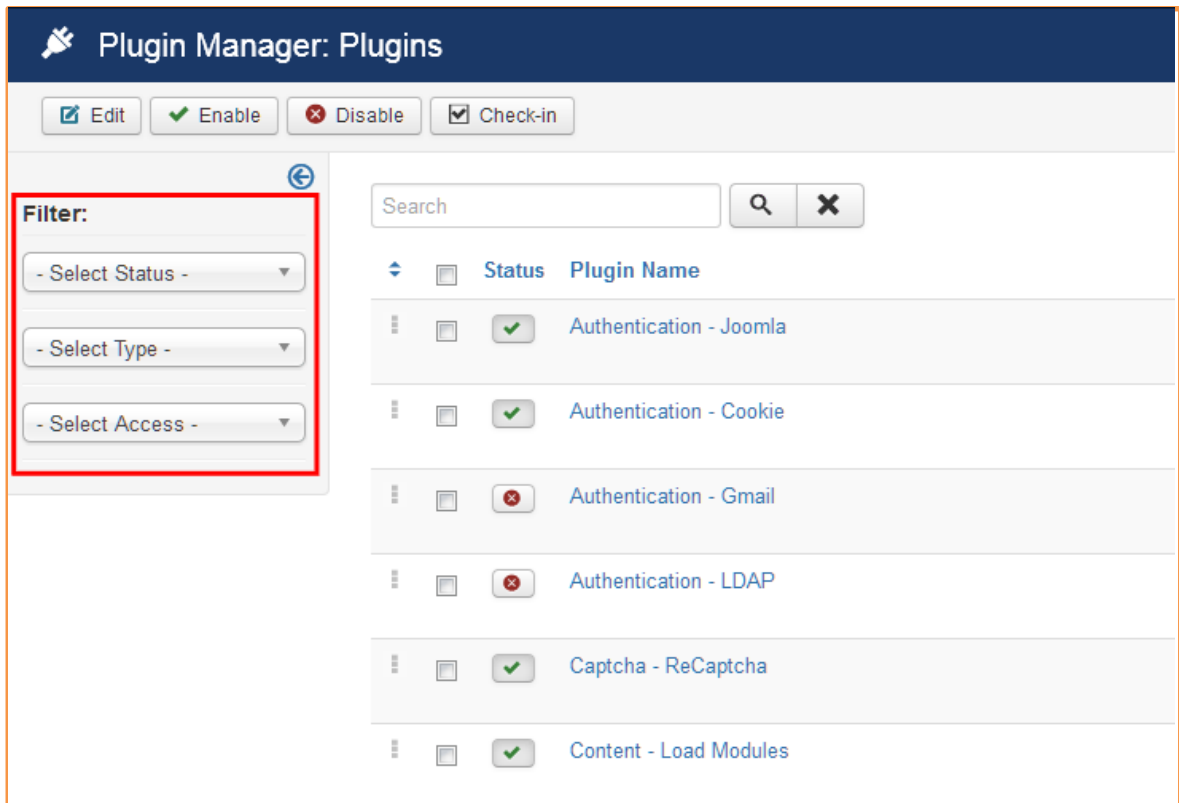 Plugin Manager: Plugins
Edit Enable Disable Check-in
Filter:
- Select Status -
- Select Type -
- Select Access -
Search
Status Plugin Name
Authentication - Joomla
Authentication - Cookie
Authentication - Gmail
Authentication - LDAP
Captcha - ReCaptcha
Content - Load Modules